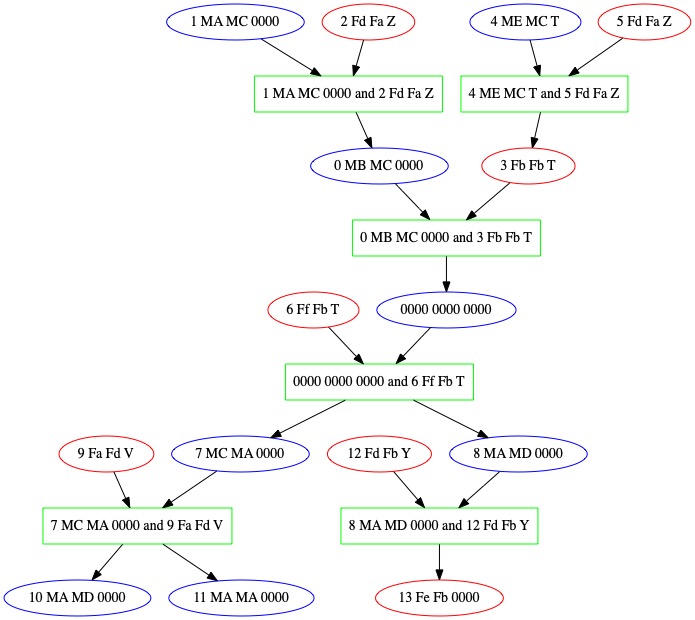 1 MA MC 0000
2 Fd Fa Z
4 ME MC T
5 Fd Fa Z
1 MA MC 0000 and 2 Fd Fa Z
4 ME MC T and 5 Fd Fa Z
0 MB MC 0000
3 Fb Fb T
0 MB MC 0000 and 3 Fb Fb T
6 Ff Fb T
0000 0000 0000
0000 0000 0000 and 6 Ff Fb T
9 Fa Fd V
7 MC MA 0000
12 Fd Fb Y
8 MA MD 0000
7 MC MA 0000 and 9 Fa Fd V
8 MA MD 0000 and 12 Fd Fb Y
10 MA MD 0000
11 MA MA 0000
13 Fe Fb 0000